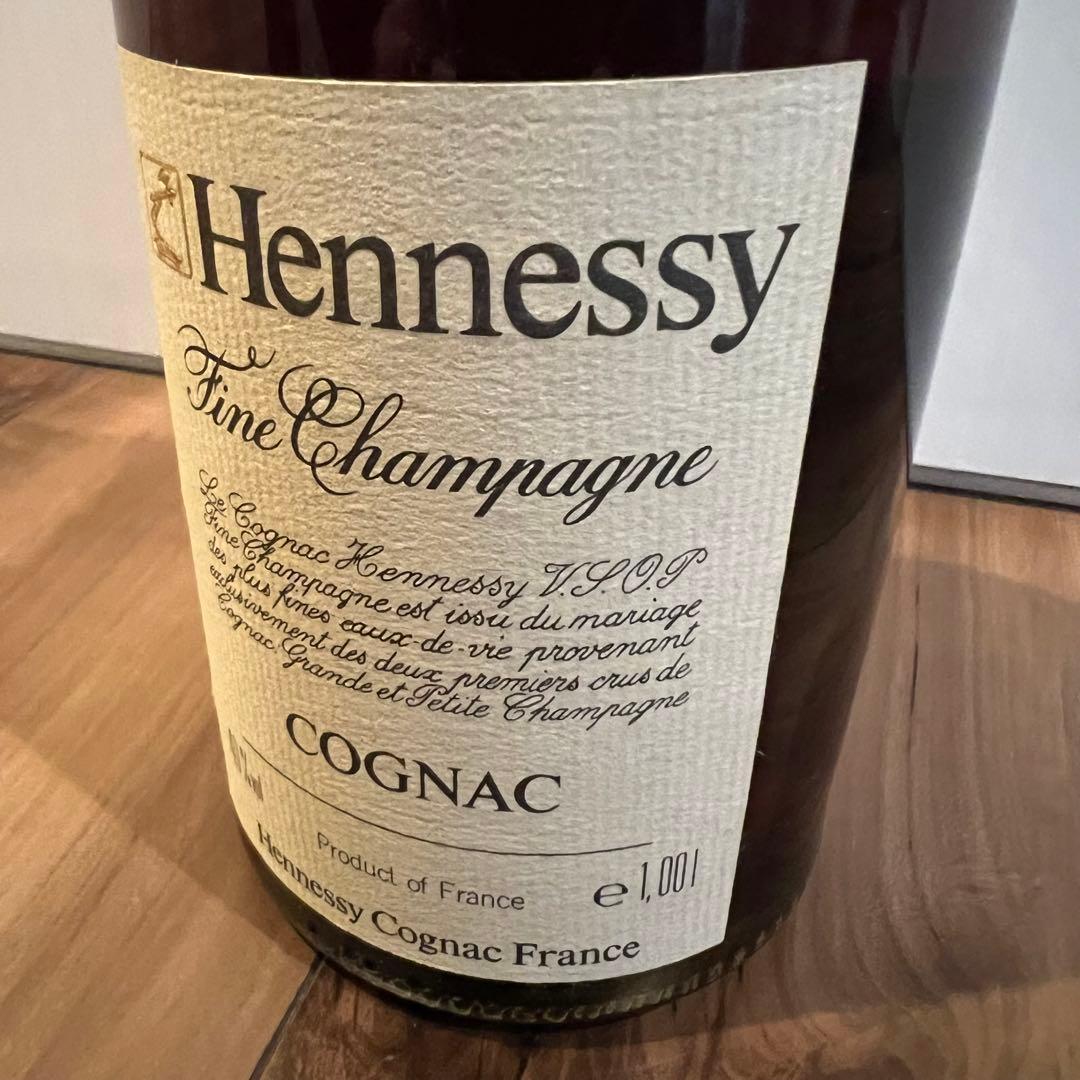 Hennessy
Fine Champagne
Le Cognac Hennessy V.S.O.P
Fine Champagne est issu du mariage
des plus fines eaux-de-vie provenant
exclusivement des deux premiers crus de
Cognac, Grande et Petite Champagne
COGNAC
Product of France
e 1,00 l
Hennessy Cognac France